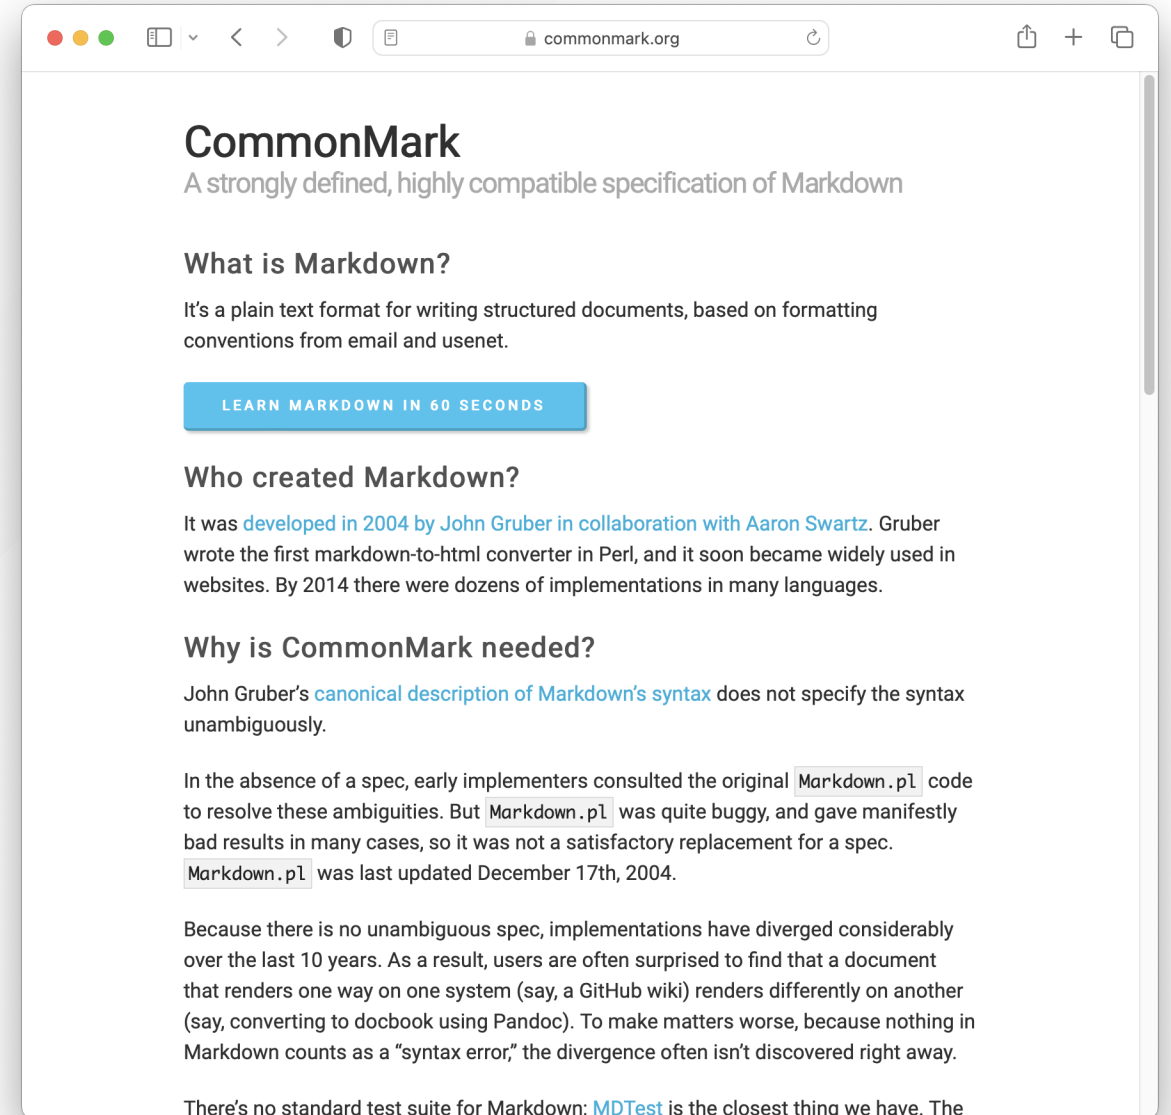 commonmark.org
CommonMark
A strongly defined, highly compatible specification of Markdown
What is Markdown?
It’s a plain text format for writing structured documents, based on formatting
conventions from email and usenet.
LEARN MARKDOWN IN 60 SECONDS
Who created Markdown?
It was developed in 2004 by John Gruber in collaboration with Aaron Swartz. Gruber
wrote the first markdown-to-html converter in Perl, and it soon became widely used in
websites. By 2014 there were dozens of implementations in many languages.
Why is CommonMark needed?
John Gruber’s canonical description of Markdown’s syntax does not specify the syntax
unambiguously.
In the absence of a spec, early implementers consulted the original Markdown.pl code
to resolve these ambiguities. But Markdown.pl was quite buggy, and gave manifestly
bad results in many cases, so it was not a satisfactory replacement for a spec.
Markdown.pl was last updated December 17th, 2004.
Because there is no unambiguous spec, implementations have diverged considerably
over the last 10 years. As a result, users are often surprised to find that a document
that renders one way on one system (say, a GitHub wiki) renders differently on another
(say, converting to docbook using Pandoc). To make matters worse, because nothing in
Markdown counts as a “syntax error,” the divergence often isn’t discovered right away.
There’s no standard test suite for Markdown; MDTest is the closest thing we have. The